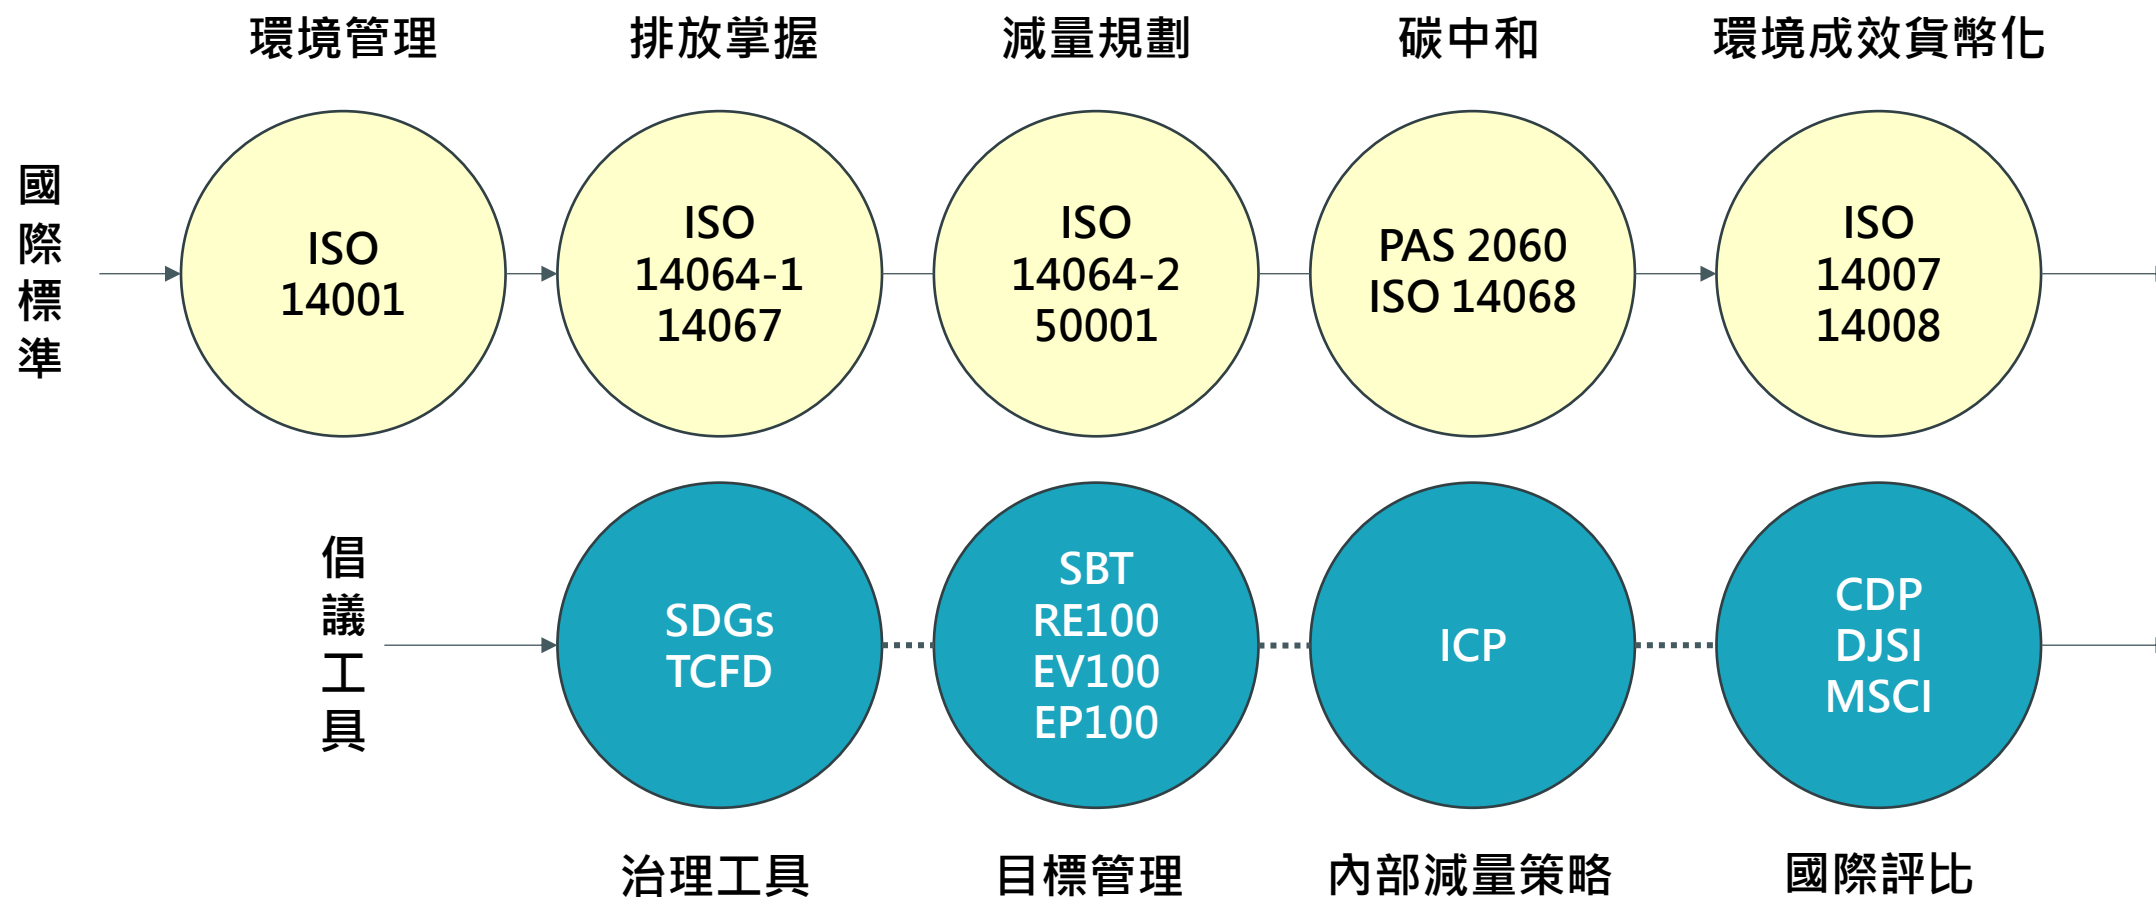 環境管理
排放掌握
減量規劃
碳中和
環境成效貨幣化
國際標準
ISO
14001
ISO
14064-1
14067
ISO
14064-2
50001
PAS 2060
ISO 14068
ISO
14007
14008
倡議工具
SDGs
TCFD
SBT
RE100
EV100
EP100
ICP
CDP
DJSI
MSCI
治理工具
目標管理
內部減量策略
國際評比